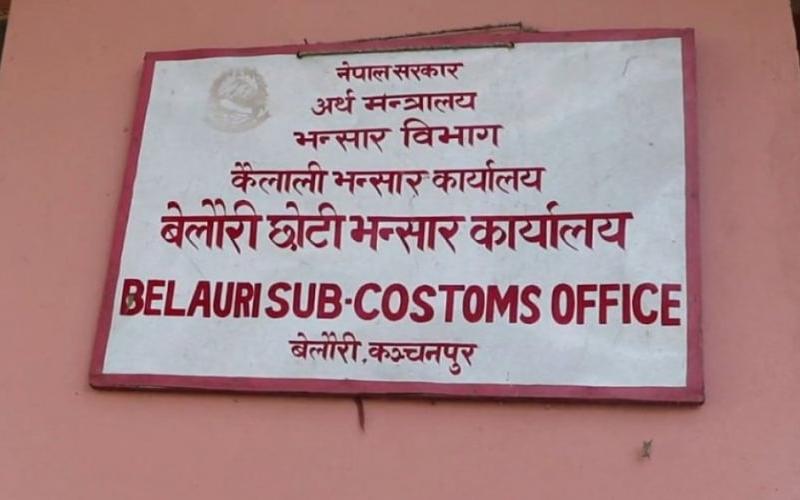 नेपाल सरकार
अर्थ मन्त्रालय
भन्सार विभाग
कैलाली भन्सार कार्यालय
बेलौरी छोटी भन्सार कार्यालय
BELAURI SUB-COSTOMS OFFICE
बेलौरी, कञ्चनपुर